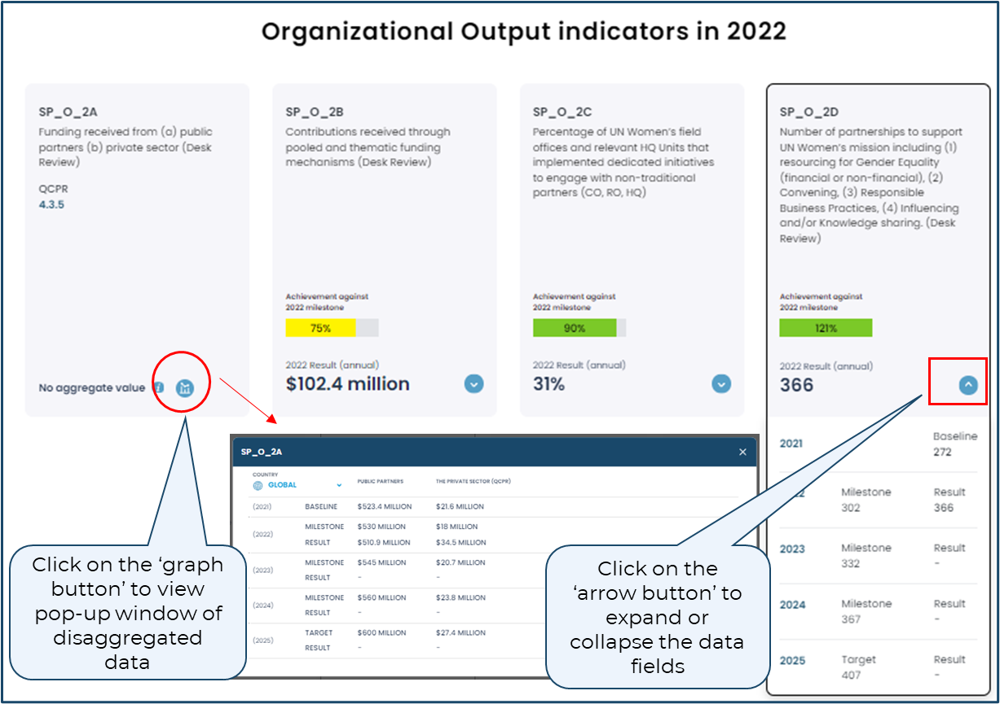 Organizational Output indicators in 2022
SP_O_2A
Funding received from (a) public
partners (b) private sector (Desk
Review)
QCPR
4.3.5
No aggregate value
SP_O_2B
Contributions received through
pooled and thematic funding
mechanisms (Desk Review)
Achievement against
2022 milestone
75%
2022 Result (annual)
$102.4 million
SP_O_2C
Percentage of UN Women's field
offices and relevant HQ Units that
implemented dedicated initiatives
to engage with non-traditional
partners (CO, RO, HQ)
Achievement against
2022 milestone
90%
2022 Result (annual)
31%
SP_O_2D
Number of partnerships to support
UN Women's mission including (1)
resourcing for Gender Equality
(financial or non-financial), (2)
Convening, (3) Responsible
Business Practices, (4) Influencing
and/or Knowledge sharing. (Desk
Review)
Achievement against
2022 milestone
121%
2022 Result (annual)
366
2021 Baseline
272
Milestone Result
302 366
2023 Milestone Result
332 -
2024 Milestone Result
367 -
2025 Target Result
407 -
SP_O_2A
COUNTRY
GLOBAL PUBLIC PARTNERS THE PRIVATE SECTOR (QCPR)
(2021) BASELINE $523.4 MILLION $21.6 MILLION
(2022) MILESTONE $530 MILLION $18 MILLION
RESULT $510.9 MILLION $34.5 MILLION
(2023) MILESTONE $545 MILLION $20.7 MILLION
RESULT - -
(2024) MILESTONE $560 MILLION $23.8 MILLION
RESULT - -
(2025) TARGET $600 MILLION $27.4 MILLION
RESULT - -
Click on the ‘graph
button’ to view
pop-up window of
disaggregated
data
Click on the
‘arrow button’ to
expand or
collapse the data
fields